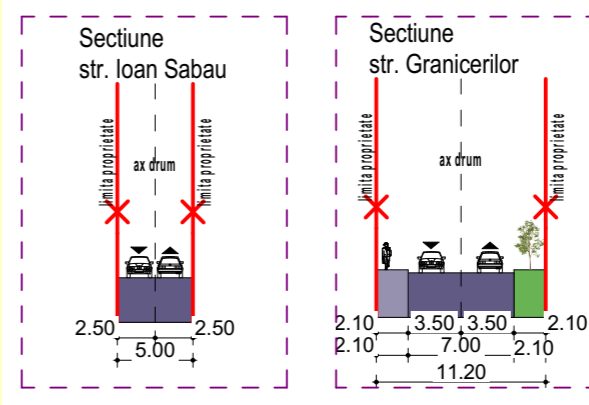 Sectiune
str. Ioan Sabau
limita proprietate
ax drum
limita proprietate
2.50 2.50
5.00
Sectiune
str. Granicerilor
limita proprietate
ax drum
limita proprietate
2.10 3.50 3.50 2.10
2.10 7.00 2.10
11.20